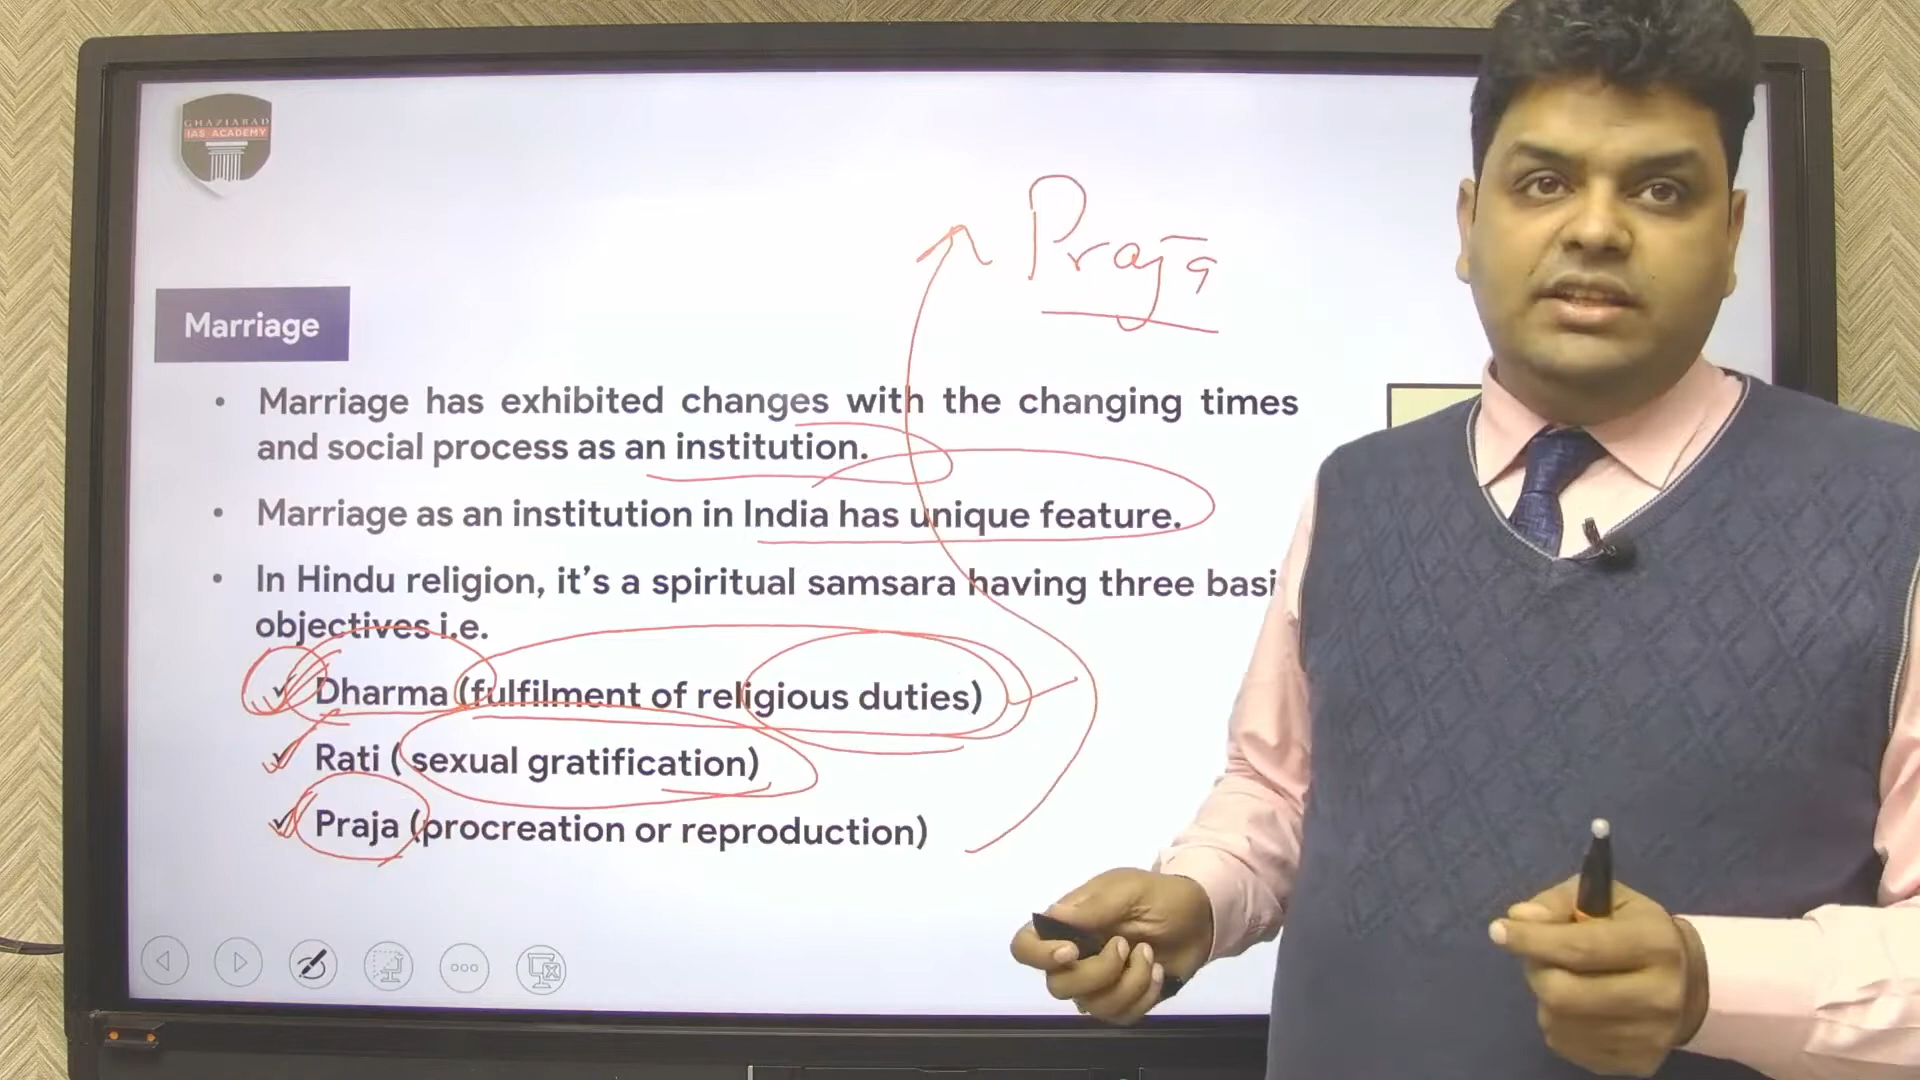 GHAZIABAD
IAS ACADEMY
Praja
Marriage
• Marriage has exhibited changes with the changing times
and social process as an institution.
• Marriage as an institution in India has unique feature.
• In Hindu religion, it's a spiritual samsara having three basi
objectives i.e.
✓ Dharma (fulfilment of religious duties)
✓ Rati ( sexual gratification)
✓ Praja (procreation or reproduction)